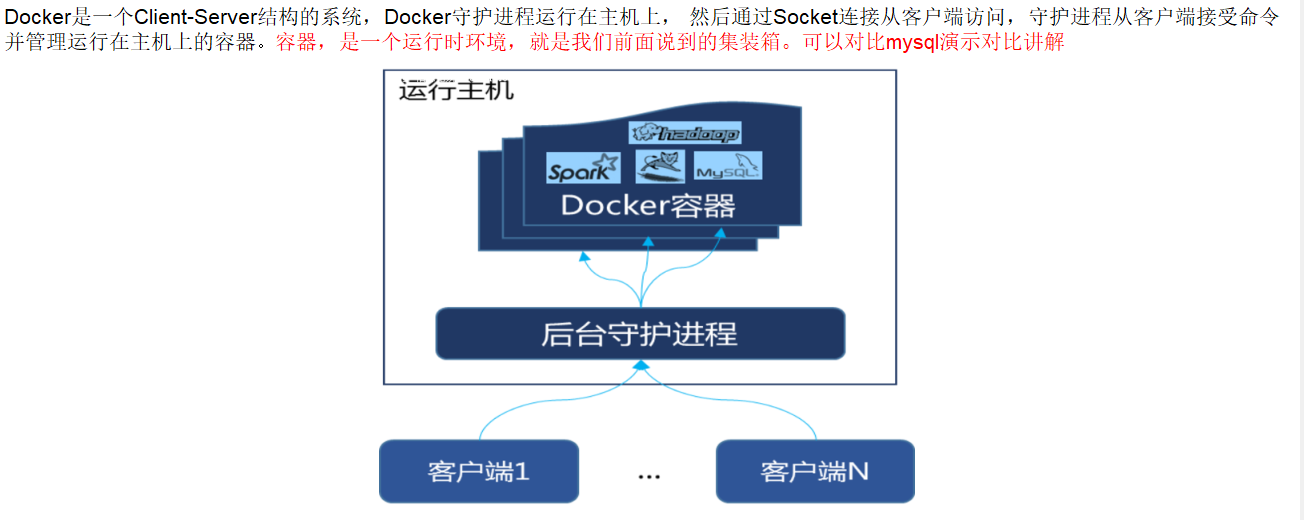 Docker是一个Client-Server结构的系统，Docker守护进程运行在主机上， 然后通过Socket连接从客户端访问，守护进程从客户端接受命令
并管理运行在主机上的容器。容器，是一个运行时环境，就是我们前面说到的集装箱。可以对比mysql演示对比讲解
运行主机
hadoop
Spark
MySQL
Docker容器
后台守护进程
客户端1
...
客户端N